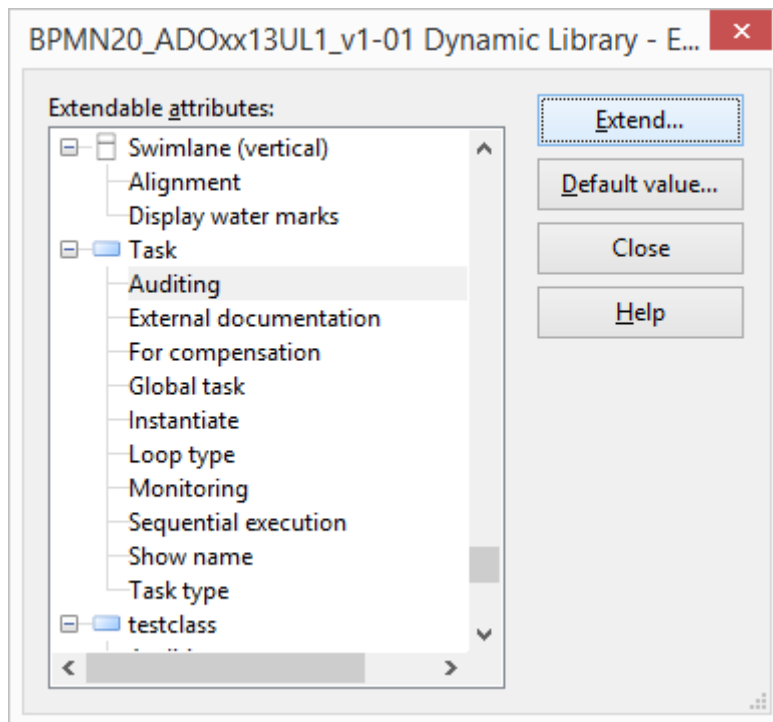 BPMN20_ADOxx13UL1_v1-01 Dynamic Library - E...
Extendable attributes:
Swimlane (vertical)
Alignment
Display water marks
Task
Auditing
External documentation
For compensation
Global task
Instantiate
Loop type
Monitoring
Sequential execution
Show name
Task type
testclass
Extend...
Default value...
Close
Help